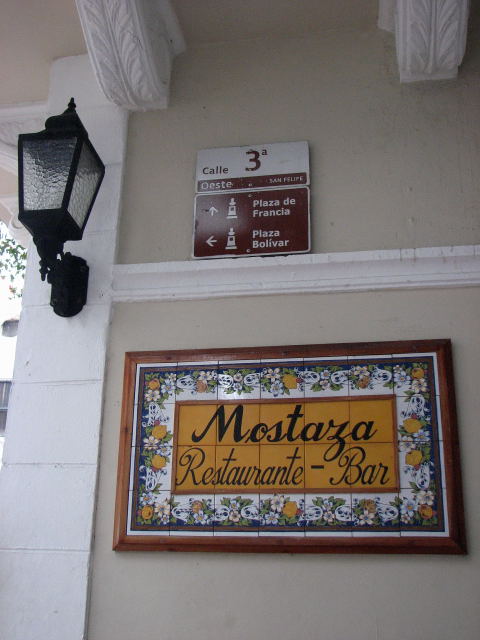 Calle 3ª
Oeste SAN FELIPE
Plaza de
Francia
Plaza
Bolívar
Mostaza
Restaurante - Bar